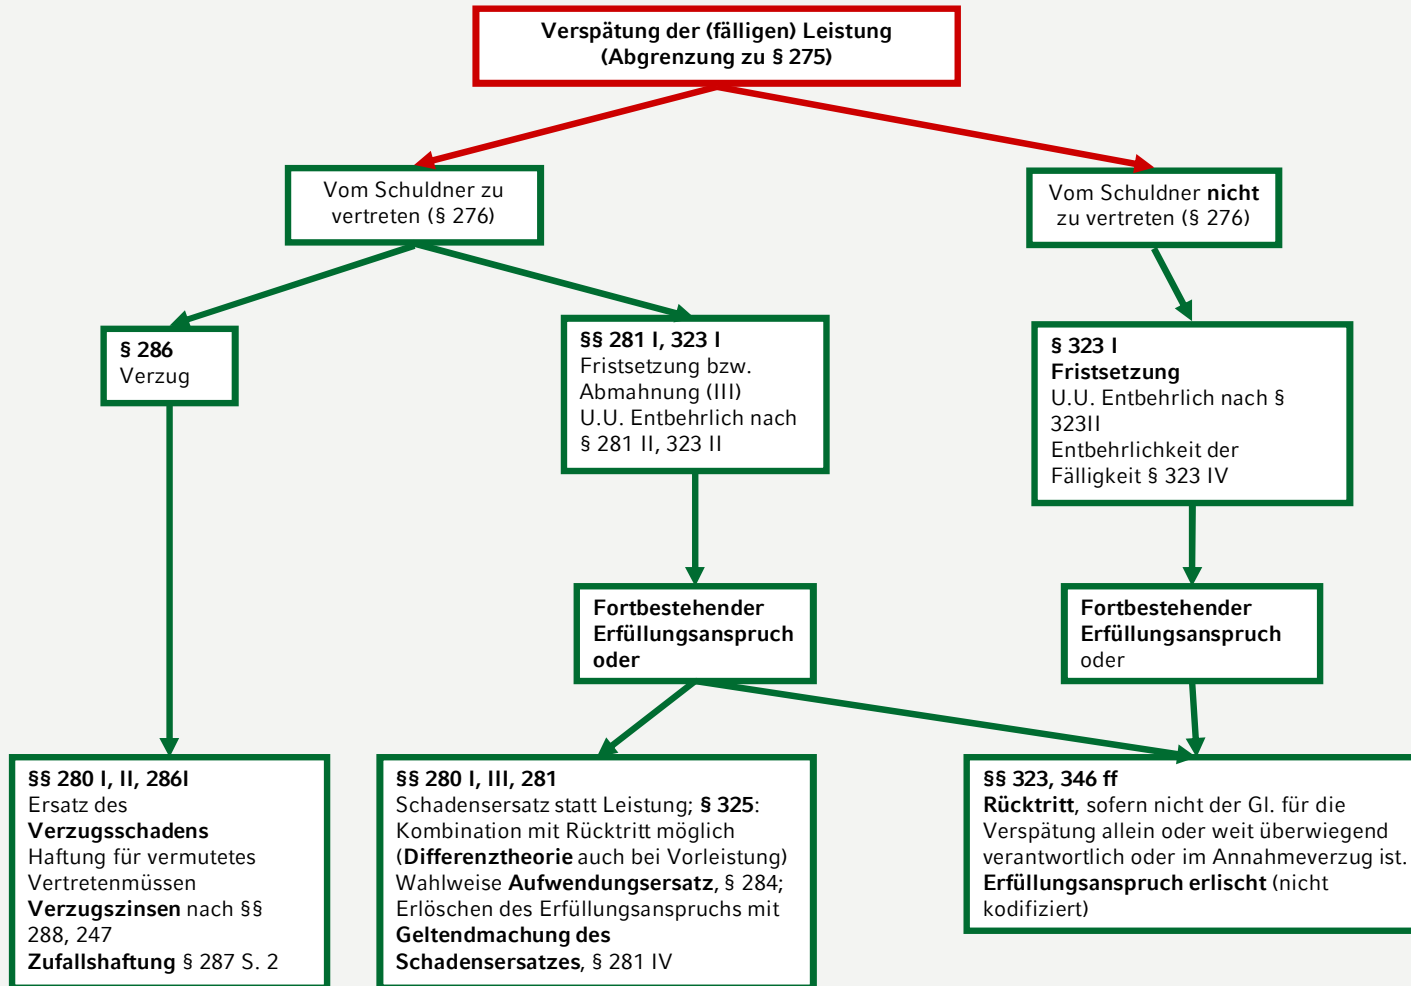 Verspätung der (fälligen) Leistung
(Abgrenzung zu § 275)
Vom Schuldner zu
vertreten (§ 276)
Vom Schuldner nicht
zu vertreten (§ 276)
§ 286
Verzug
§§ 281 I, 323 I
Fristsetzung bzw.
Abmahnung (III)
U.U. Entbehrlich nach
§ 281 II, 323 II
§ 323 I
Fristsetzung
U.U. Entbehrlich nach §
323II
Entbehrlichkeit der
Fälligkeit § 323 IV
Fortbestehender
Erfüllungsanspruch
oder
Fortbestehender
Erfüllungsanspruch
oder
§§ 280 I, II, 286I
Ersatz des
Verzugsschadens
Haftung für vermutetes
Vertretenmüssen
Verzugszinsen nach §§
288, 247
Zufallshaftung § 287 S. 2
§§ 280 I, III, 281
Schadensersatz statt Leistung; § 325:
Kombination mit Rücktritt möglich
(Differenztheorie auch bei Vorleistung)
Wahlweise Aufwendungsersatz, § 284;
Erlöschen des Erfüllungsanspruchs mit
Geltendmachung des
Schadensersatzes, § 281 IV
§§ 323, 346 ff
Rücktritt, sofern nicht der Gl. für die
Verspätung allein oder weit überwiegend
verantwortlich oder im Annahmeverzug ist.
Erfüllungsanspruch erlischt (nicht
kodifiziert)